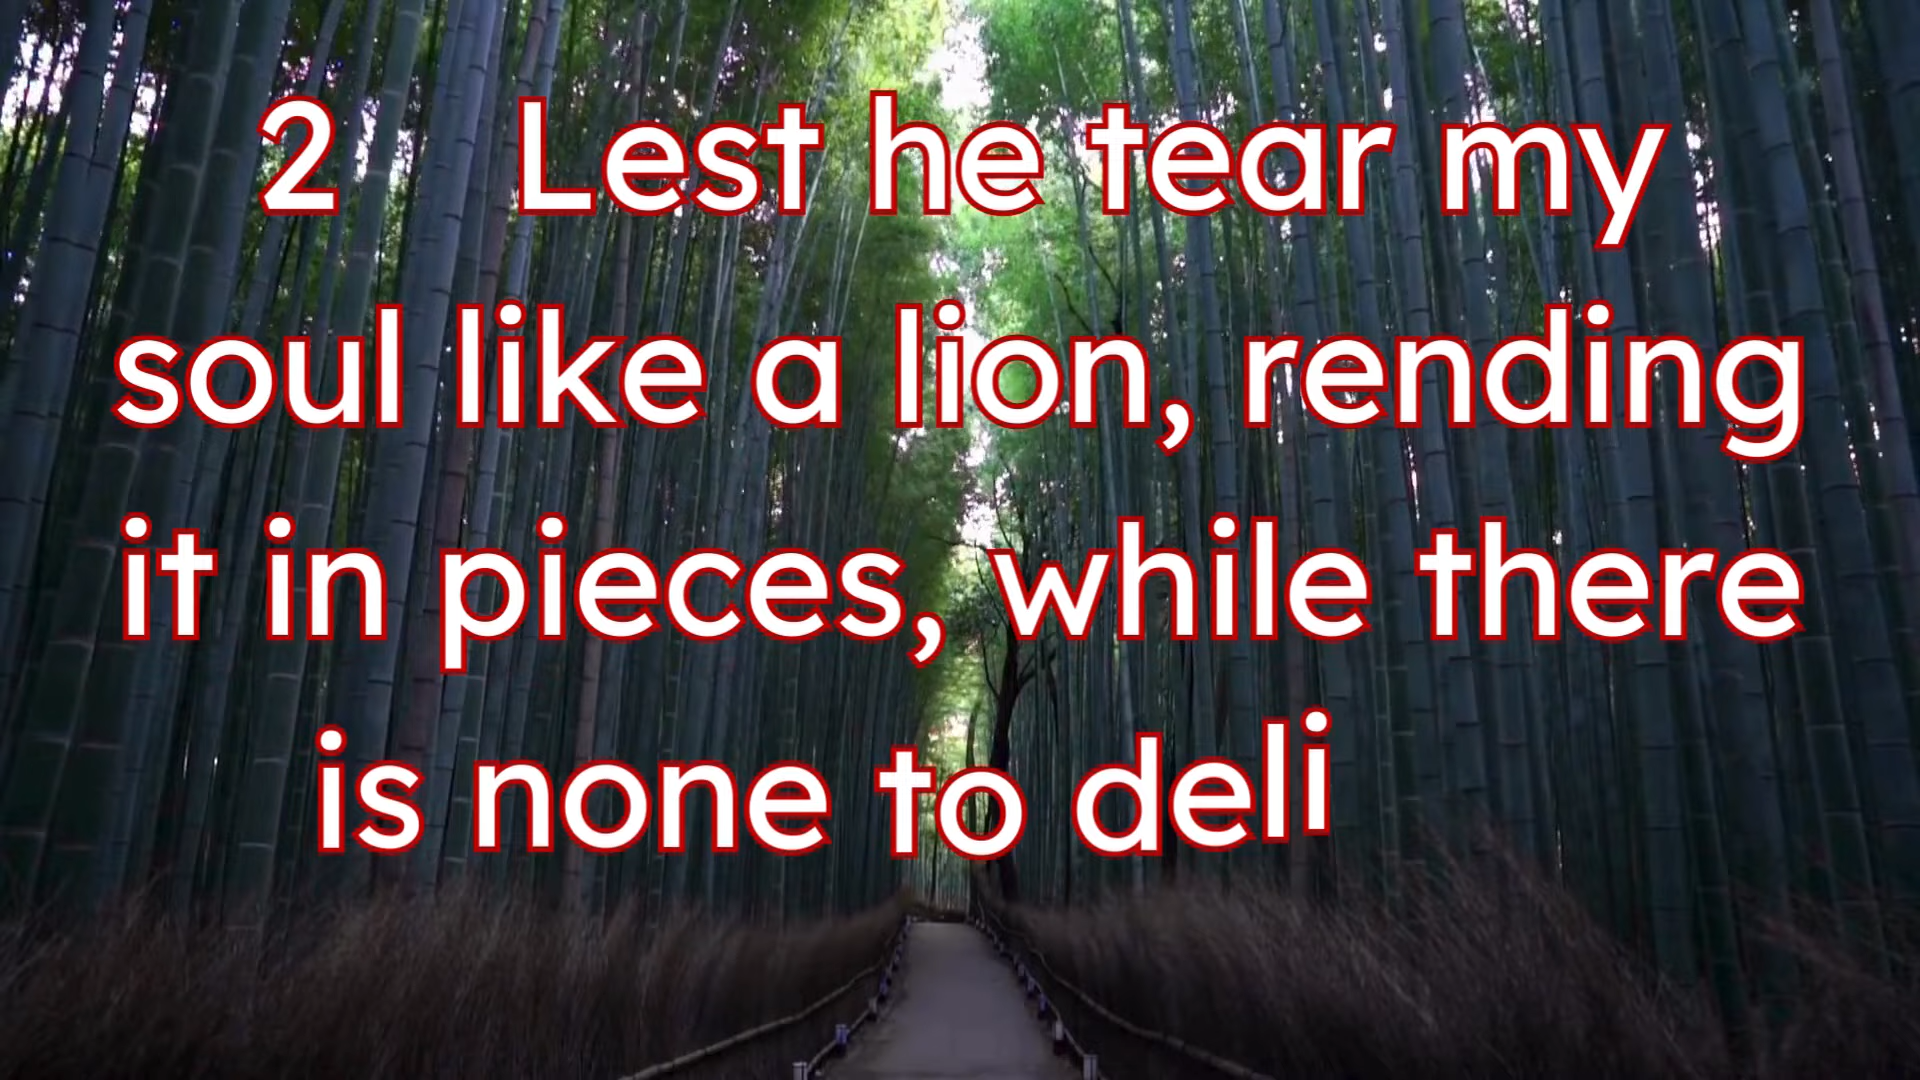 2 Lest he tear my
soul like a lion, rending
it in pieces, while there
is none to deli